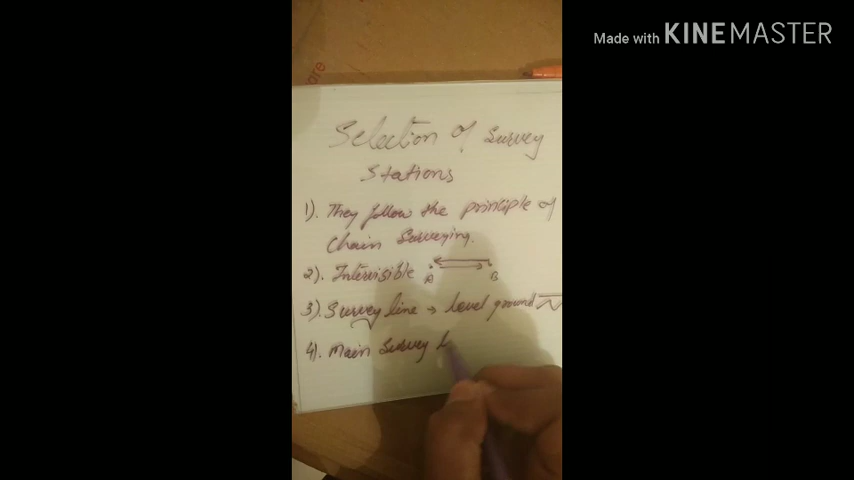 Made with KINEMASTER
ore
Selection of Survey
Stations
1). They follow the principle of
Chain Surveying.
2). Intervisible
A B
3). Survey line → Level ground
4). Main Survey l